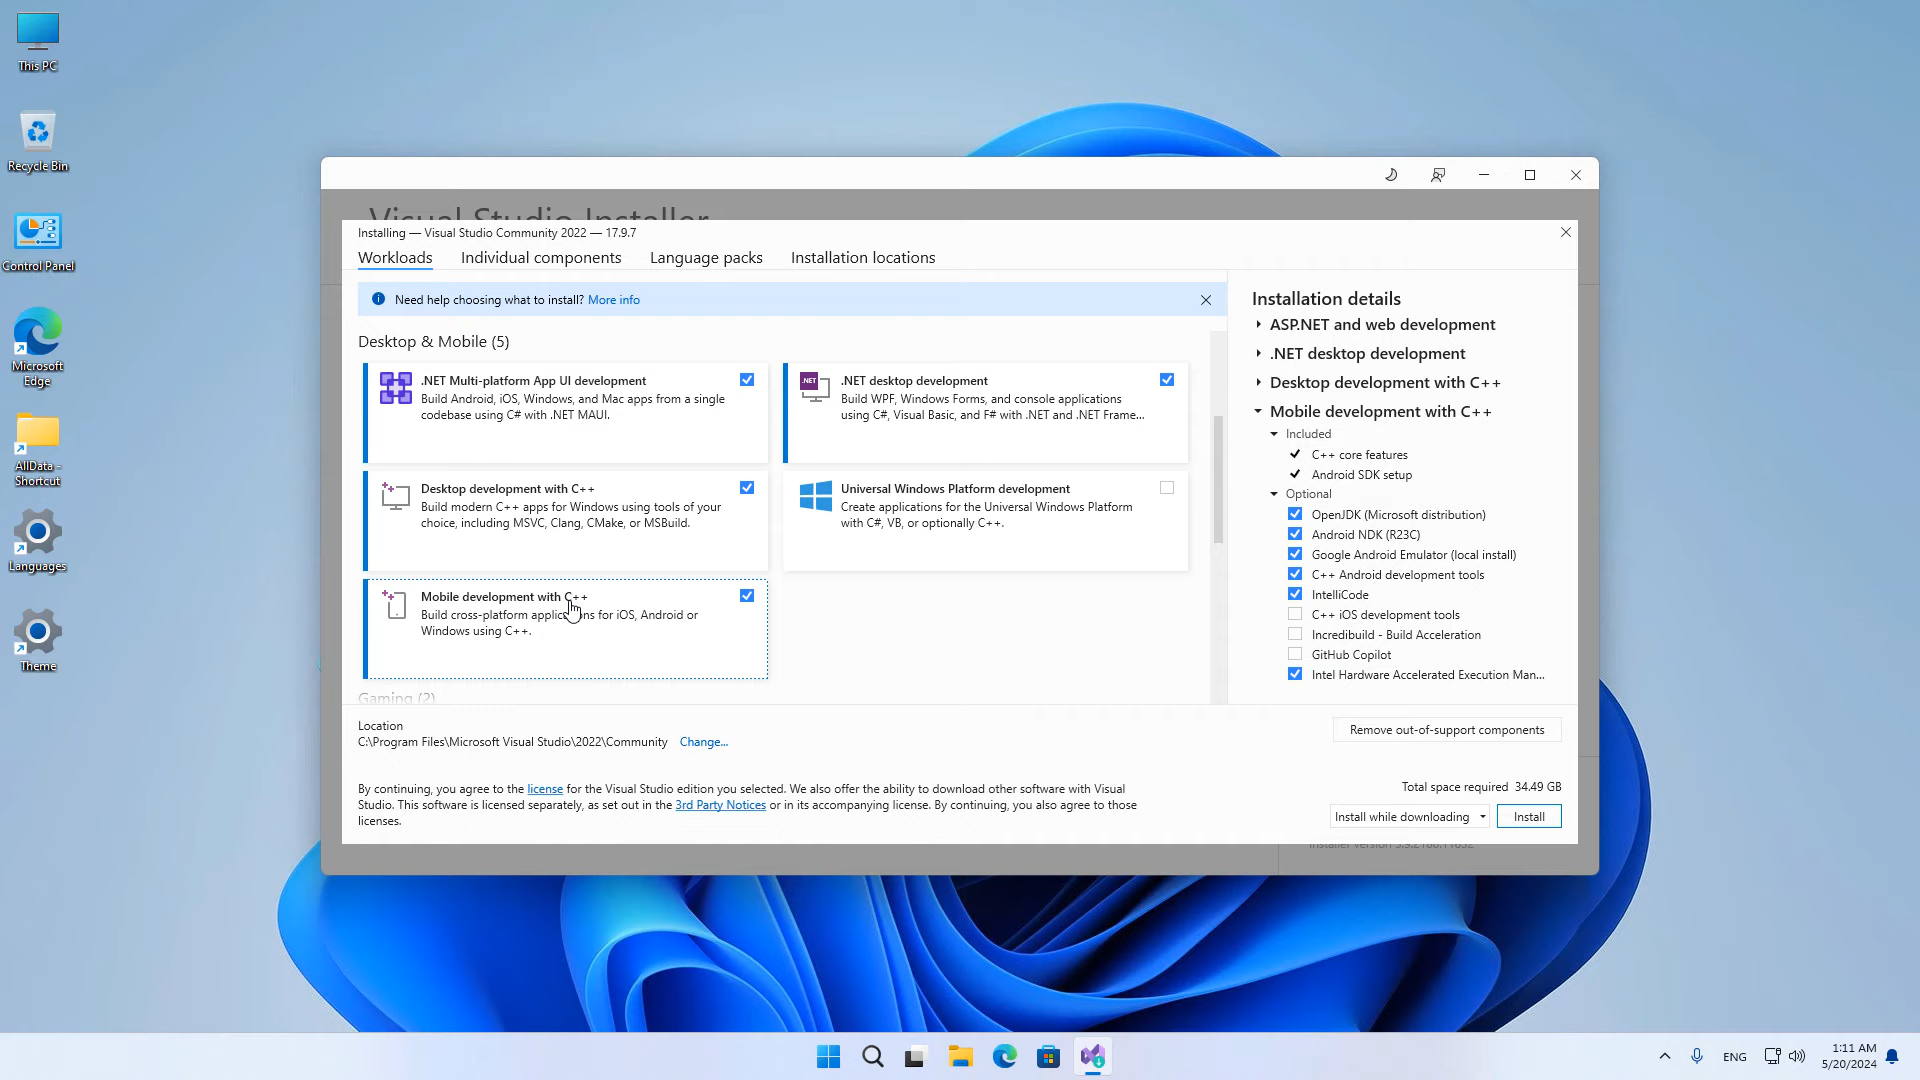 This PC
Recycle Bin
Control Panel
Microsoft
Edge
AllData -
Shortcut
Languages
Theme
Visual Studio Installer
Installing — Visual Studio Community 2022 — 17.9.7
Workloads
Individual components
Language packs
Installation locations
Need help choosing what to install? More info
Desktop & Mobile (5)
.NET Multi-platform App UI development
Build Android, iOS, Windows, and Mac apps from a single
codebase using C# with .NET MAUI.
.NET desktop development
Build WPF, Windows Forms, and console applications
using C#, Visual Basic, and F# with .NET and .NET Frame...
Desktop development with C++
Build modern C++ apps for Windows using tools of your
choice, including MSVC, Clang, CMake, or MSBuild.
Universal Windows Platform development
Create applications for the Universal Windows Platform
with C#, VB, or optionally C++.
Mobile development with C++
Build cross-platform applications for iOS, Android or
Windows using C++.
Gaming (2)
Installation details
ASP.NET and web development
.NET desktop development
Desktop development with C++
Mobile development with C++
Included
C++ core features
Android SDK setup
Optional
OpenJDK (Microsoft distribution)
Android NDK (R23C)
Google Android Emulator (local install)
C++ Android development tools
IntelliCode
C++ iOS development tools
Incredibuild - Build Acceleration
GitHub Copilot
Intel Hardware Accelerated Execution Man...
Location
C:\Program Files\Microsoft Visual Studio\2022\Community Change...
Remove out-of-support components
By continuing, you agree to the license for the Visual Studio edition you selected. We also offer the ability to download other software with Visual
Studio. This software is licensed separately, as set out in the 3rd Party Notices or in its accompanying license. By continuing, you also agree to those
licenses.
Total space required 34.49 GB
Install while downloading
Install
.NET
ENG
1:11 AM
5/20/2024